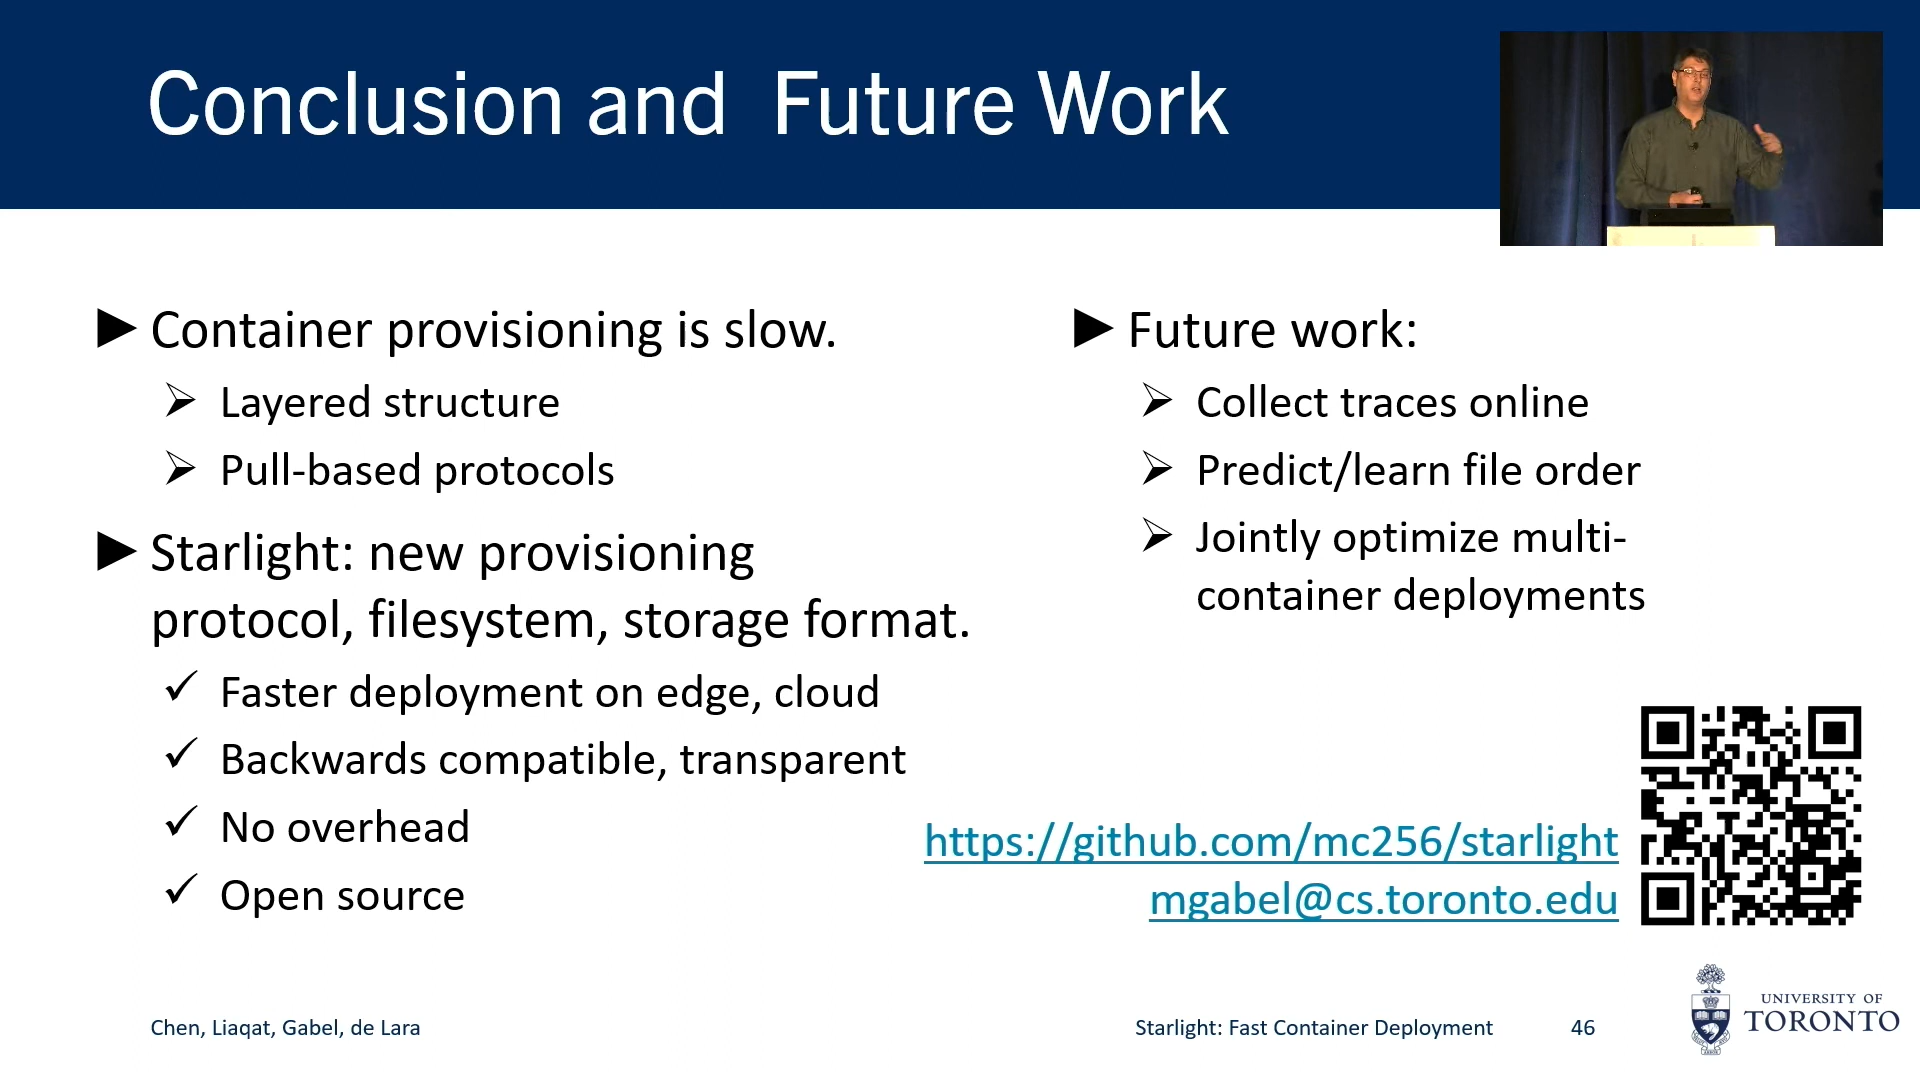 Conclusion and Future Work
Container provisioning is slow.
Layered structure
Pull-based protocols
Starlight: new provisioning
protocol, filesystem, storage format.
Faster deployment on edge, cloud
Backwards compatible, transparent
No overhead
Open source
Future work:
Collect traces online
Predict/learn file order
Jointly optimize multi-
container deployments
https://github.com/mc256/starlight
mgabel@cs.toronto.edu
Chen, Liaqat, Gabel, de Lara
Starlight: Fast Container Deployment
46
UNIVERSITY OF
TORONTO